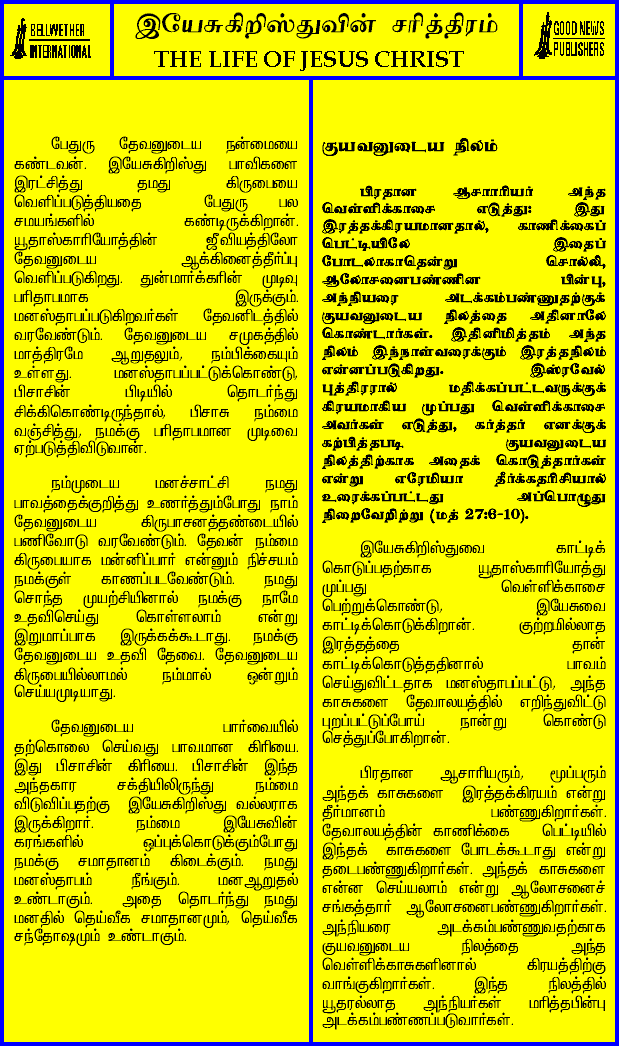 BELLWETHER
INTERNATIONAL
இயேசுகிறிஸ்துவின் சரித்திரம்
THE LIFE OF JESUS CHRIST
GOOD NEWS
PUBLISHERS
பேதுரு தேவனுடைய நன்மையை
கண்டவன். இயேசுகிறிஸ்து பாவிகளை
இரட்சித்து தமது கிருபையை
வெளிப்படுத்தியதை பேதுரு பல
சமயங்களில் கண்டிருக்கிறான்.
யூதாஸ்காரியோத்தின் ஜீவியத்திலோ
தேவனுடைய ஆக்கினைத்தீர்ப்பு
வெளிப்படுகிறது. துன்மார்க்கரின் முடிவு
பரிதாபமாக இருக்கும்.
மனஸ்தாபப்படுகிறவர்கள் தேவனிடத்தில்
வரவேண்டும். தேவனுடைய சமுகத்தில்
மாத்திரமே ஆறுதலும், நம்பிக்கையும்
உள்ளது. மனஸ்தாபப்பட்டுக்கொண்டு,
பிசாசின் பிடியில் தொடர்ந்து
சிக்கிகொண்டிருந்தால், பிசாசு நம்மை
வஞ்சித்து, நமக்கு பரிதாபமான முடிவை
ஏற்படுத்திவிடுவான்.
நம்முடைய மனச்சாட்சி நமது
பாவத்தைக்குறித்து உணர்த்தும்போது நாம்
தேவனுடைய கிருபாசனத்தண்டையில்
பணிவோடு வரவேண்டும். தேவன் நம்மை
கிருபையாக மன்னிப்பார் என்னும் நிச்சயம்
நமக்குள் காணப்படவேண்டும். நமது
சொந்த முயற்சியினால் நமக்கு நாமே
உதவிசெய்து கொள்ளலாம் என்று
இறுமாப்பாக இருக்கக்கூடாது. நமக்கு
தேவனுடைய உதவி தேவை. தேவனுடைய
கிருபையில்லாமல் நம்மால் ஒன்றும்
செய்யமுடியாது.
தேவனுடைய பார்வையில்
தற்கொலை செய்வது பாவமான கிரியை.
இது பிசாசின் கிரியை. பிசாசின் இந்த
அந்தகார சக்தியிலிருந்து நம்மை
விடுவிப்பதற்கு இயேசுகிறிஸ்து வல்லராக
இருக்கிறார். நம்மை இயேசுவின்
கரங்களில் ஒப்புக்கொடுக்கும்போது
நமக்கு சமாதானம் கிடைக்கும். நமது
மனஸ்தாபம் நீங்கும். மனஆறுதல்
உண்டாகும். அதை தொடர்ந்து நமது
மனதில் தெய்வீக சமாதானமும், தெய்வீக
சந்தோஷமும் உண்டாகும்.
குயவனுடைய நிலம்
பிரதான ஆசாரியர் அந்த
வெள்ளிக்காசை எடுத்து: இது
இரத்தக்கிரயமானதால், காணிக்கைப்
பெட்டியிலே இதைப்
போடலாகாதென்று சொல்லி,
ஆலோசனைபண்ணின பின்பு,
அந்நியரை அடக்கம்பண்ணுதற்குக்
குயவனுடைய நிலத்தை அதினாலே
கொண்டார்கள். இதினிமித்தம் அந்த
நிலம் இந்நாள்வரைக்கும் இரத்தநிலம்
என்னப்படுகிறது. இஸ்ரவேல்
புத்திரரால் மதிக்கப்பட்டவருக்குக்
கிரயமாகிய முப்பது வெள்ளிக்காசை
அவர்கள் எடுத்து, கர்த்தர் எனக்குக்
கற்பித்தபடி குயவனுடைய
நிலத்திற்காக அதைக் கொடுத்தார்கள்
என்று எரேமியா தீர்க்கதரிசியால்
உரைக்கப்பட்டது அப்பொழுது
நிறைவேறிற்று (மத் 27:6-10).
இயேசுகிறிஸ்துவை காட்டிக்
கொடுப்பதற்காக யூதாஸ்காரியோத்து
முப்பது வெள்ளிக்காசை
பெற்றுக்கொண்டு, இயேசுவை
காட்டிக்கொடுக்கிறான். குற்றமில்லாத
இரத்தத்தை தான்
காட்டிக்கொடுத்ததினால் பாவம்
செய்துவிட்டதாக மனஸ்தாபப்பட்டு, அந்த
காசுகளை தேவாலயத்தில் எறிந்துவிட்டு
புறப்பட்டுப்போய் நான்று கொண்டு
செத்துப்போகிறான்.
பிரதான ஆசாரியரும், மூப்பரும்
அந்தக் காசுகளை இரத்தக்கிரயம் என்று
தீர்மானம் பண்ணுகிறார்கள்.
தேவாலயத்தின் காணிக்கை பெட்டியில்
இந்தக் காசுகளை போடக்கூடாது என்று
தடைபண்ணுகிறார்கள். அந்தக் காசுகளை
என்ன செய்யலாம் என்று ஆலோசனைச்
சங்கத்தார் ஆலோசனைபண்ணுகிறார்கள்.
அந்நியரை அடக்கம்பண்ணுவதற்காக
குயவனுடைய நிலத்தை அந்த
வெள்ளிக்காசுகளினால் கிரயத்திற்கு
வாங்குகிறார்கள். இந்த நிலத்தில்
யூதரல்லாத அந்நியர்கள் மரித்தபின்பு
அடக்கம்பண்ணப்படுவார்கள்.